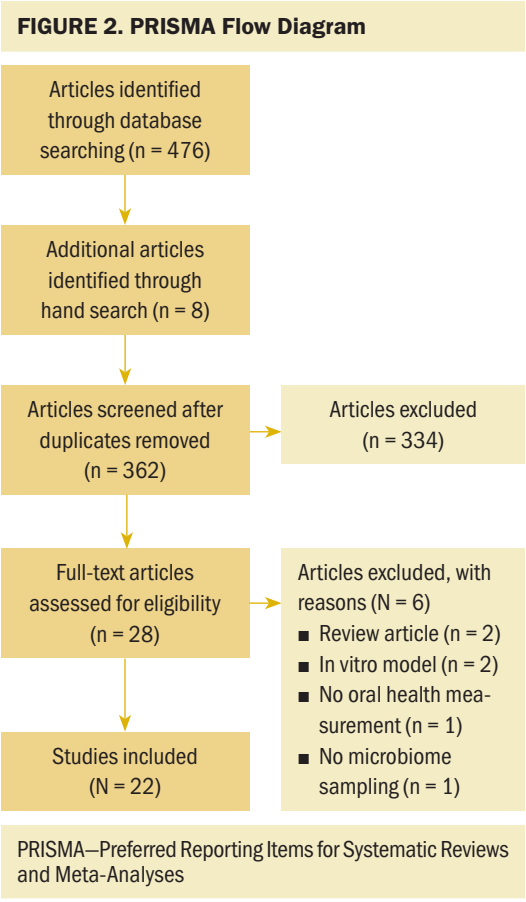 FIGURE 2. PRISMA Flow Diagram
Articles identified
through database
searching (n = 476)
Additional articles
identified through
hand search (n = 8)
Articles screened after
duplicates removed
(n = 362)
Articles excluded
(n = 334)
Full-text articles
assessed for eligibility
(n = 28)
Articles excluded, with
reasons (N = 6)
■ Review article (n = 2)
■ In vitro model (n = 2)
■ No oral health mea-
surement (n = 1)
■ No microbiome
sampling (n = 1)
Studies included
(N = 22)
PRISMA—Preferred Reporting Items for Systematic Reviews
and Meta-Analyses